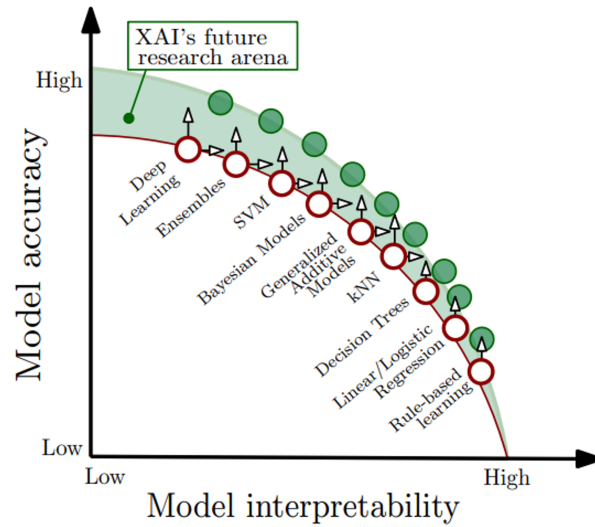 XAI's future
research arena
High
Model accuracy
Deep
Learning
Ensembles
SVM
Bayesian Models
Generalized
Additive
Models
kNN
Decision Trees
Linear/Logistic
Regression
Rule-based
learning
Low
Low
High
Model interpretability